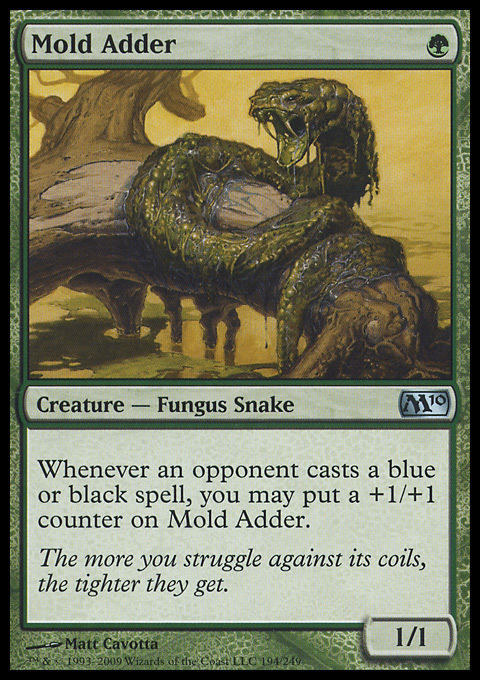 Mold Adder
Creature — Fungus Snake
M10
Whenever an opponent casts a blue
or black spell, you may put a +1/+1
counter on Mold Adder.
The more you struggle against its coils,
the tighter they get.
1/1
Matt Cavotta
™ & © 1993–2009 Wizards of the Coast LLC 194/249